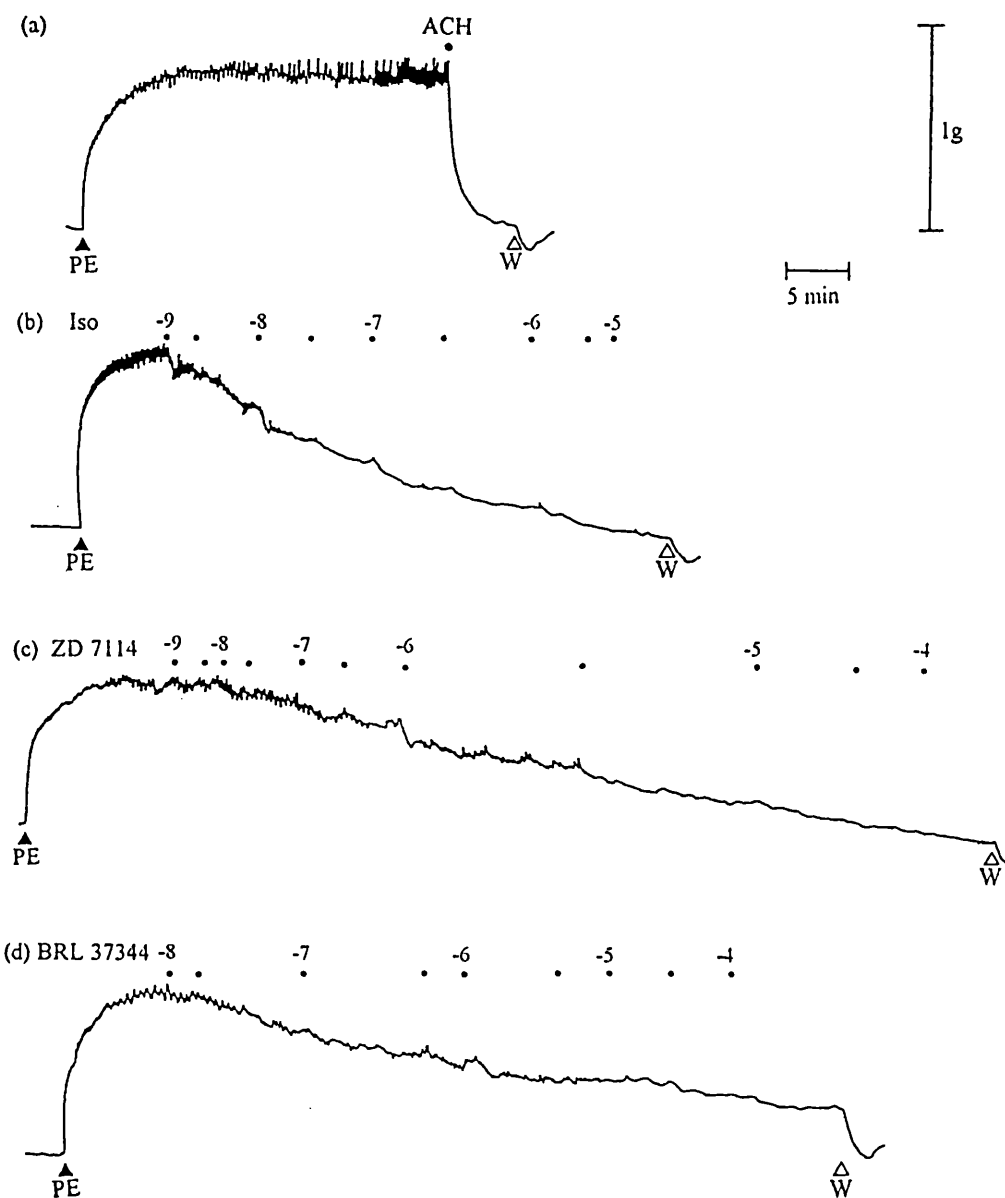 (a) ACH
1g
PE W
5 min
(b) Iso -9 -8 -7 -6 -5
PE W
(c) ZD 7114 -9 -8 -7 -6 -5 -4
PE W
(d) BRL 37344 -8 -7 -6 -5 -4
PE W